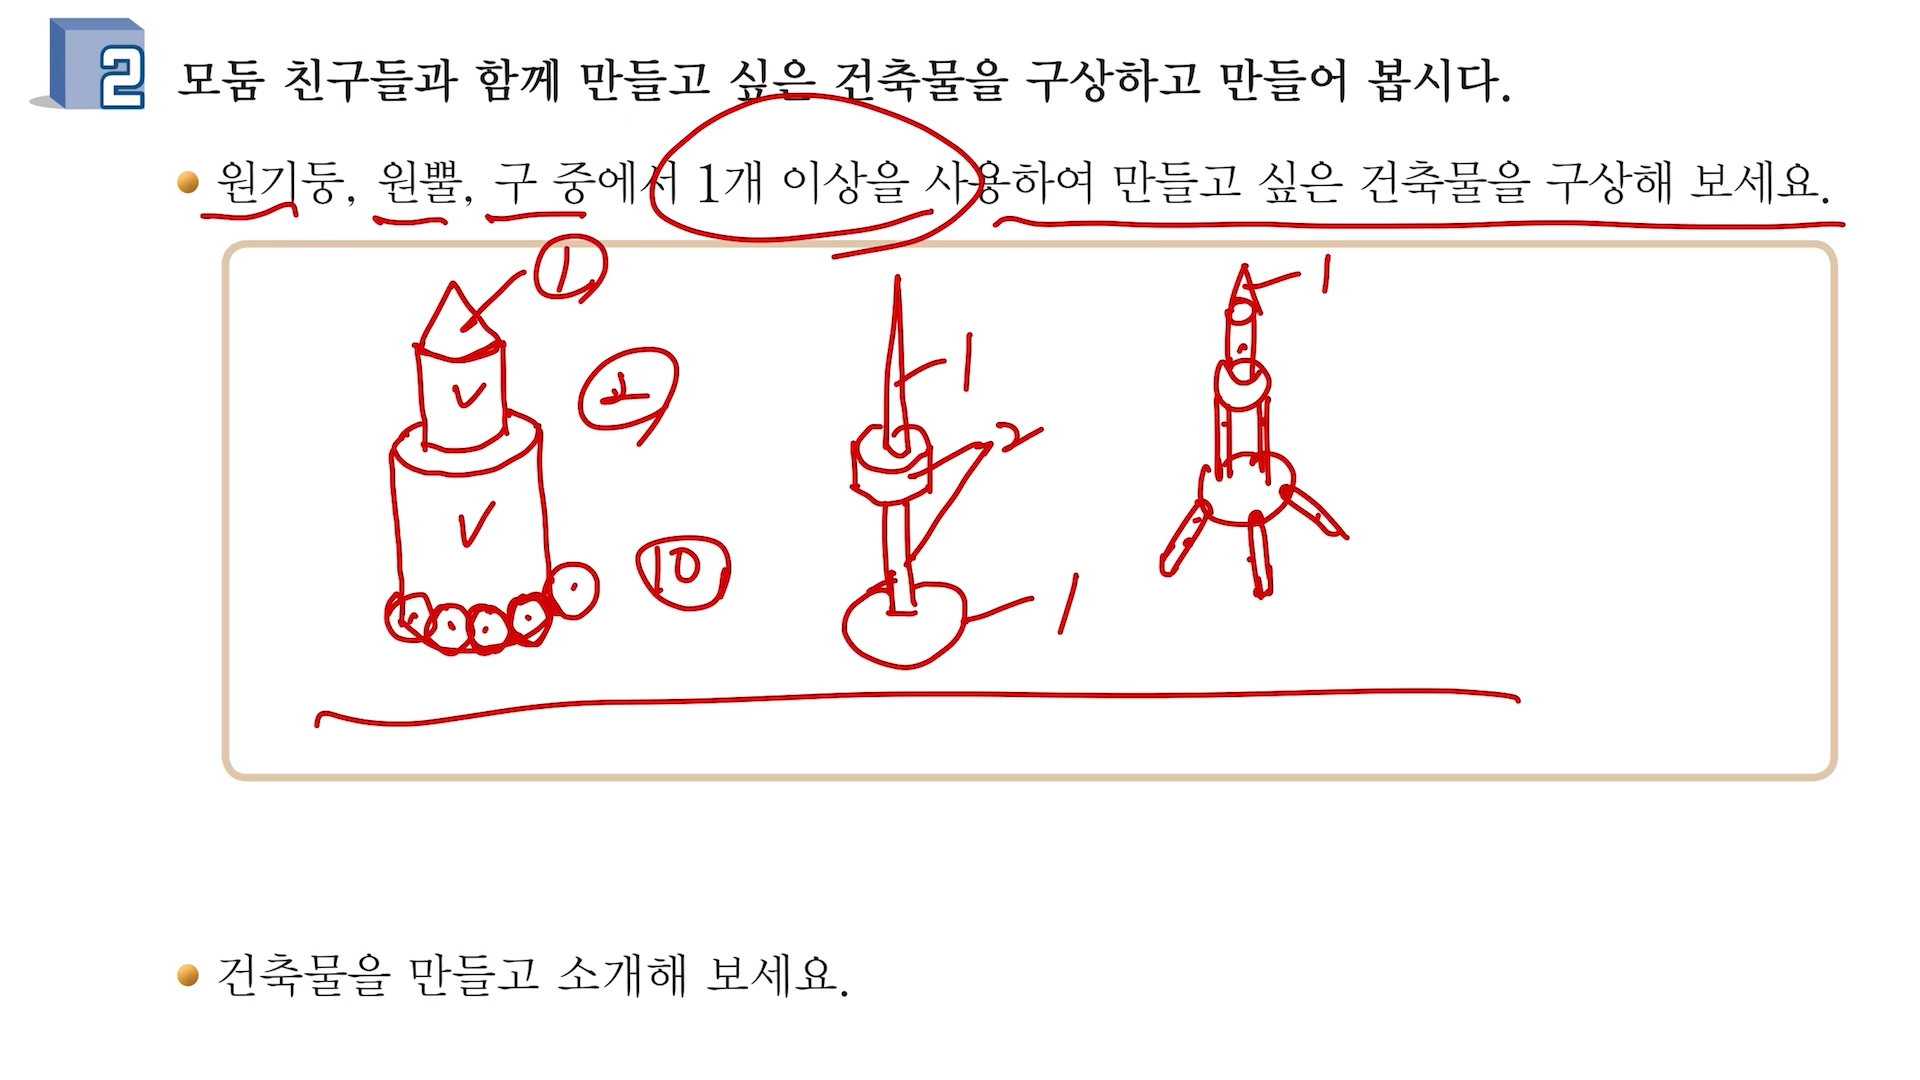 2 모둠 친구들과 함께 만들고 싶은 건축물을 구상하고 만들어 봅시다.
원기둥, 원뿔, 구 중에서 1개 이상을 사용하여 만들고 싶은 건축물을 구상해 보세요.
1 1
2 1 2
10 1
건축물을 만들고 소개해 보세요.